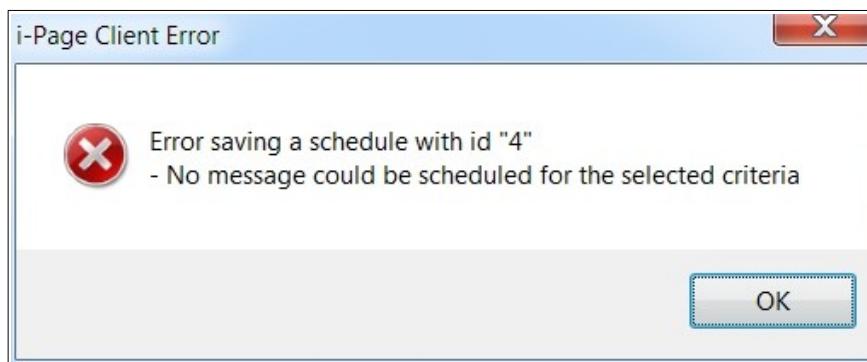 i-Page Client Error
Error saving a schedule with id "4"
- No message could be scheduled for the selected criteria
OK